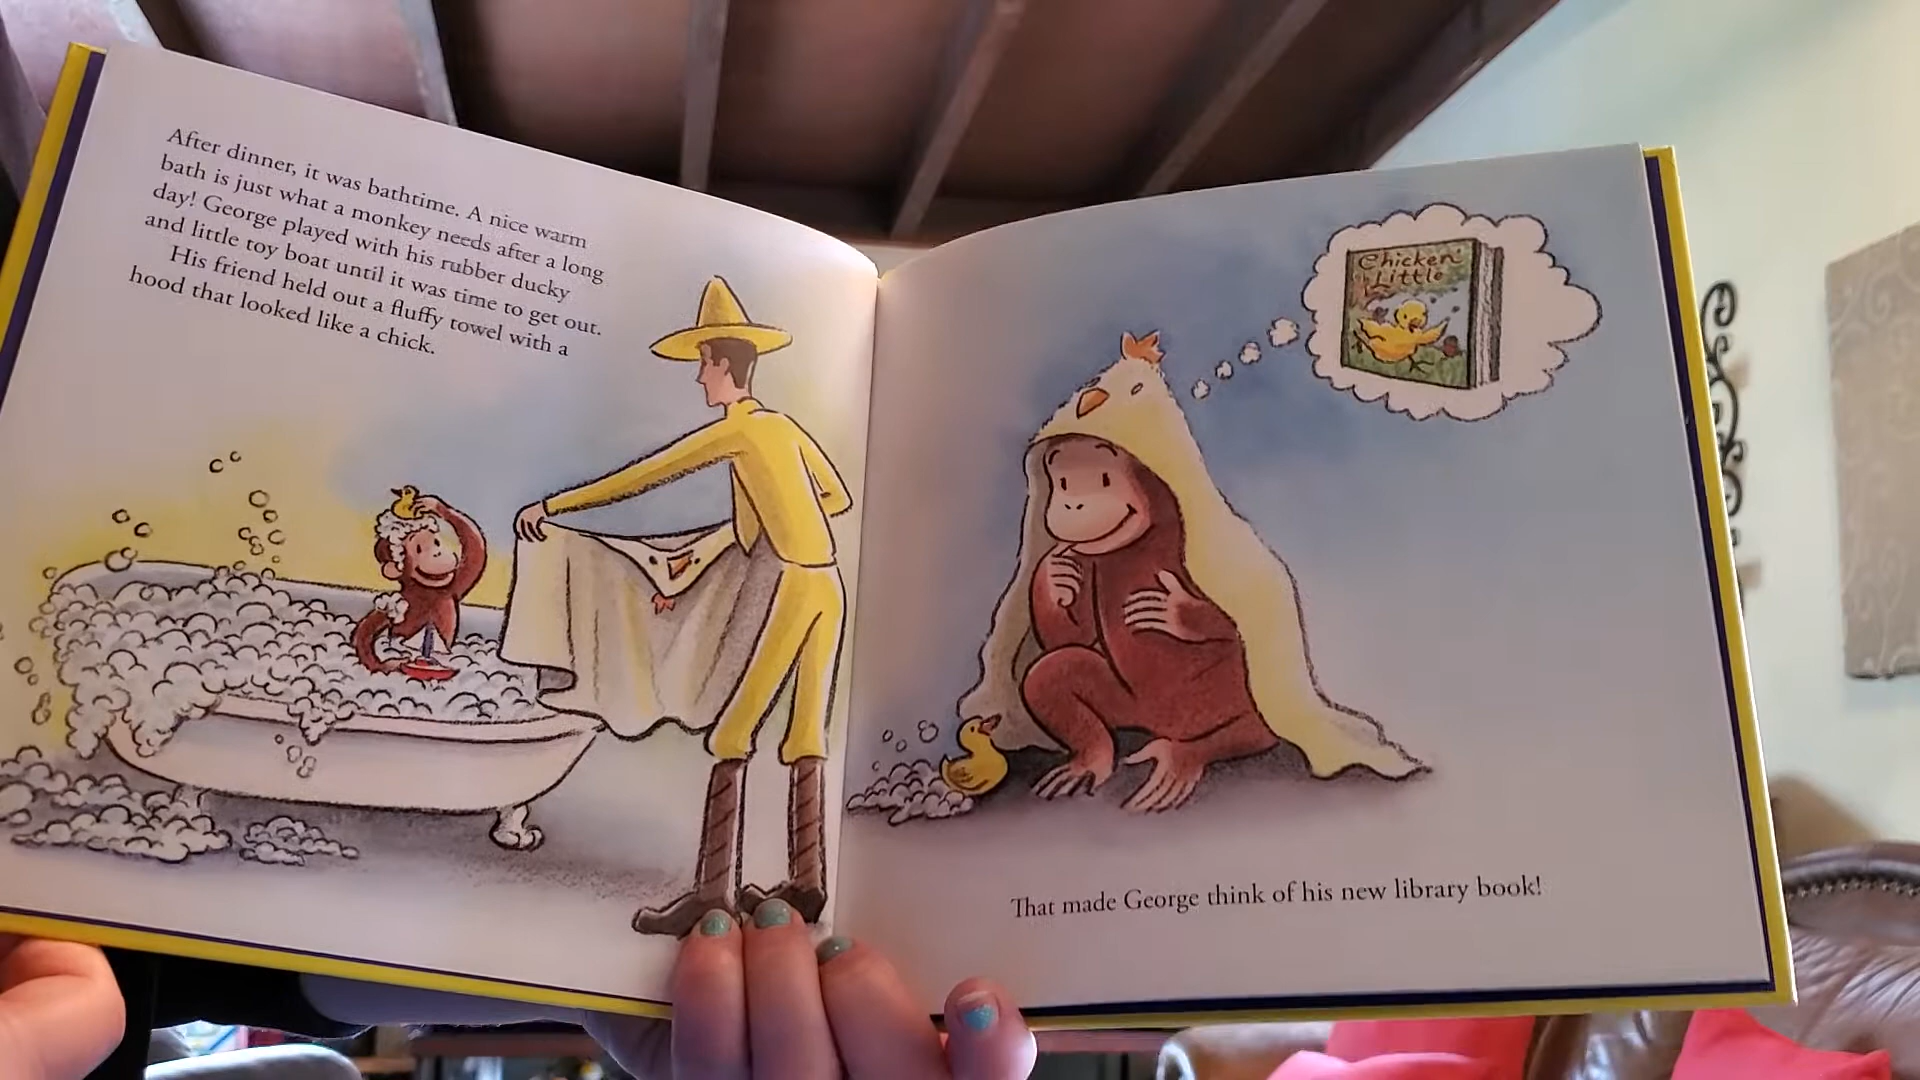 After dinner, it was bathtime. A nice warm
bath is just what a monkey needs after a long
day! George played with his rubber ducky
and little toy boat until it was time to get out.
His friend held out a fluffy towel with a
hood that looked like a chick.
Chicken
Little
That made George think of his new library book!